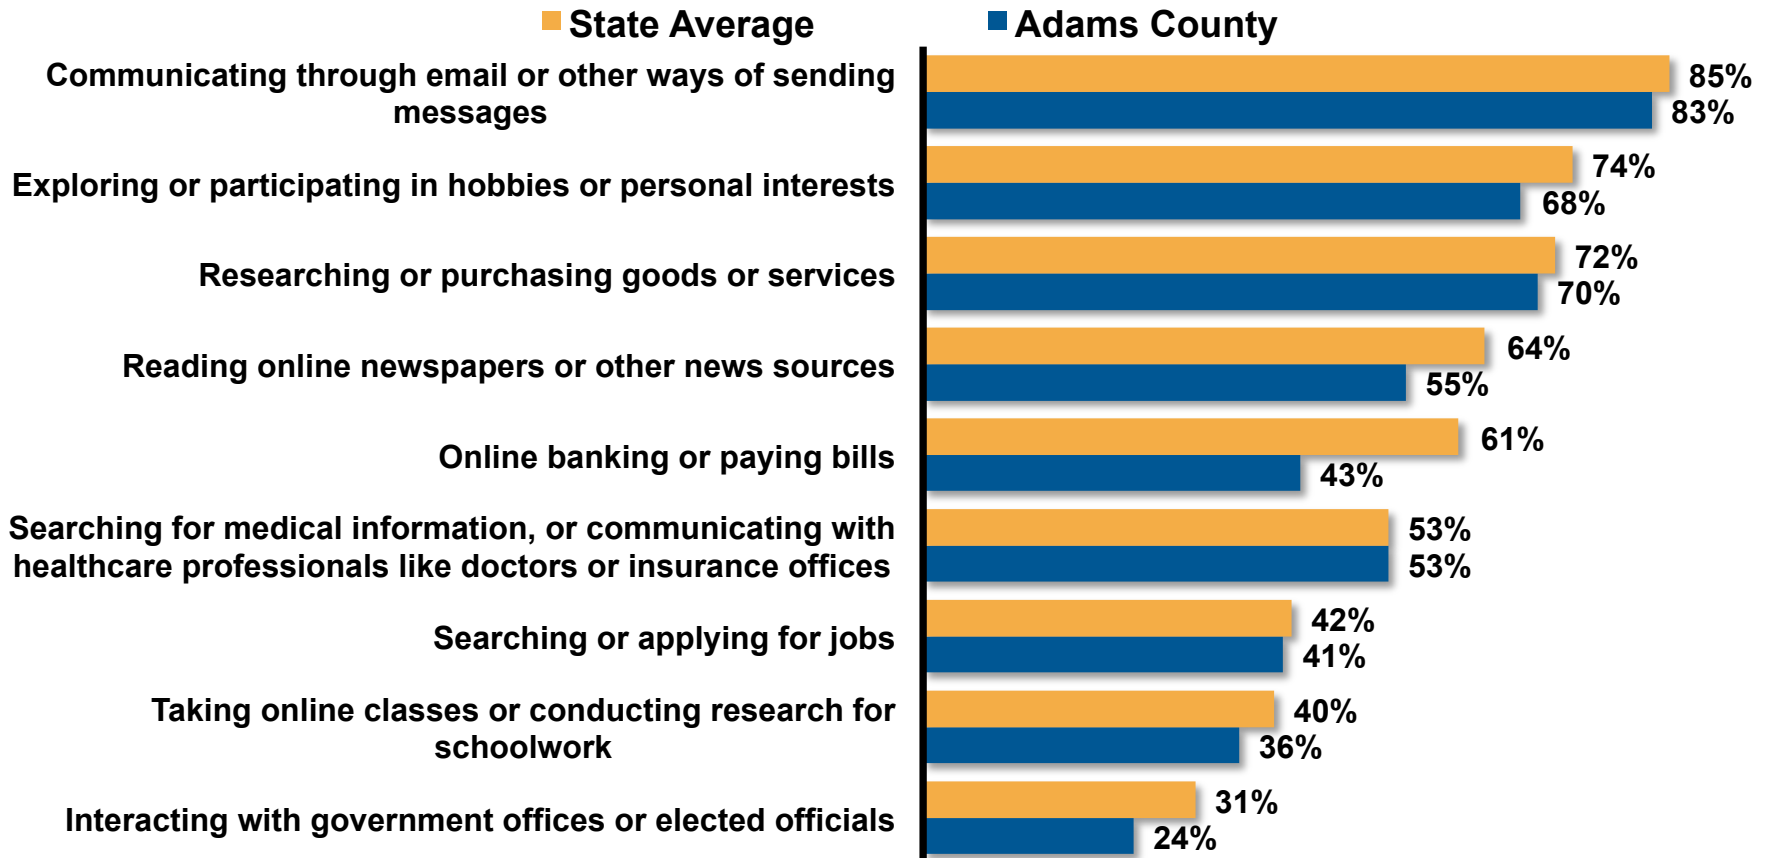 State Average
Adams County
Communicating through email or other ways of sending
messages
85%
83%
Exploring or participating in hobbies or personal interests
74%
68%
Researching or purchasing goods or services
72%
70%
Reading online newspapers or other news sources
64%
55%
Online banking or paying bills
61%
43%
Searching for medical information, or communicating with
healthcare professionals like doctors or insurance offices
53%
53%
Searching or applying for jobs
42%
41%
Taking online classes or conducting research for
schoolwork
40%
36%
Interacting with government offices or elected officials
31%
24%